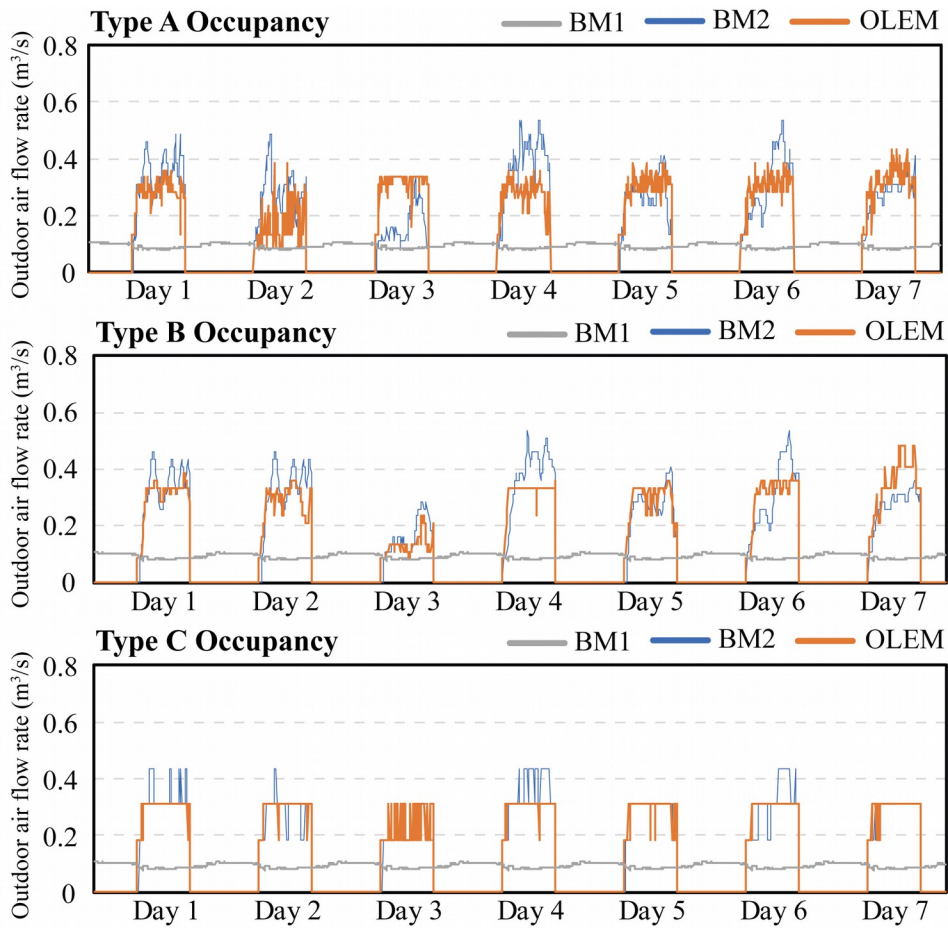 Type A Occupancy BM1 BM2 OLEM
Outdoor air flow rate (m³/s)
0.8
0.6
0.4
0.2
0
Day 1 Day 2 Day 3 Day 4 Day 5 Day 6 Day 7
Type B Occupancy BM1 BM2 OLEM
Outdoor air flow rate (m³/s)
0.8
0.6
0.4
0.2
0
Day 1 Day 2 Day 3 Day 4 Day 5 Day 6 Day 7
Type C Occupancy BM1 BM2 OLEM
Outdoor air flow rate (m³/s)
0.8
0.6
0.4
0.2
0
Day 1 Day 2 Day 3 Day 4 Day 5 Day 6 Day 7